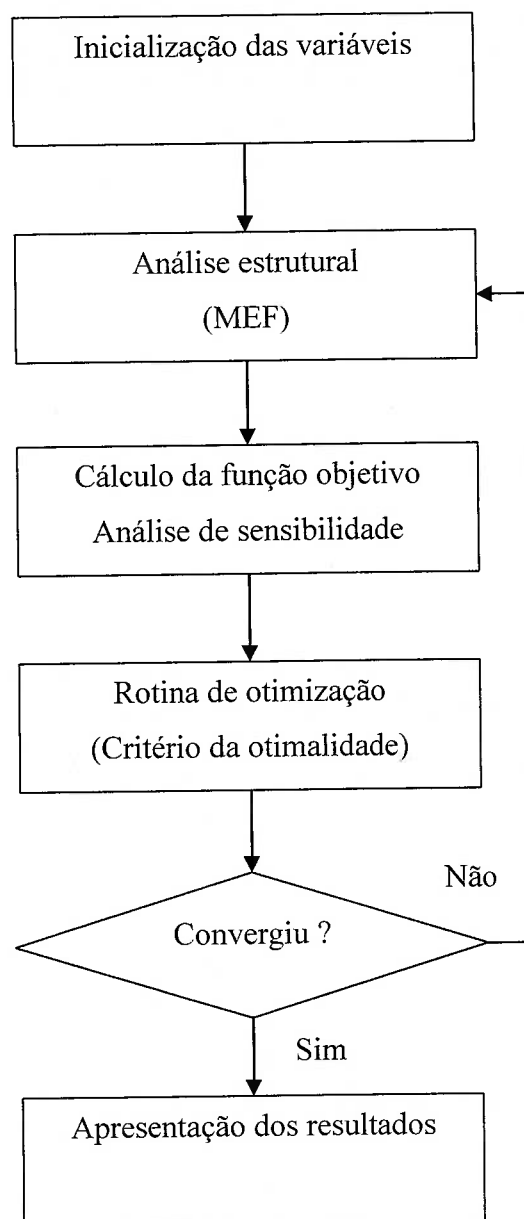 Inicialização das variáveis
Análise estrutural
(MEF)
Cálculo da função objetivo
Análise de sensibilidade
Rotina de otimização
(Critério da otimalidade)
Não
Convergiu ?
Sim
Apresentação dos resultados